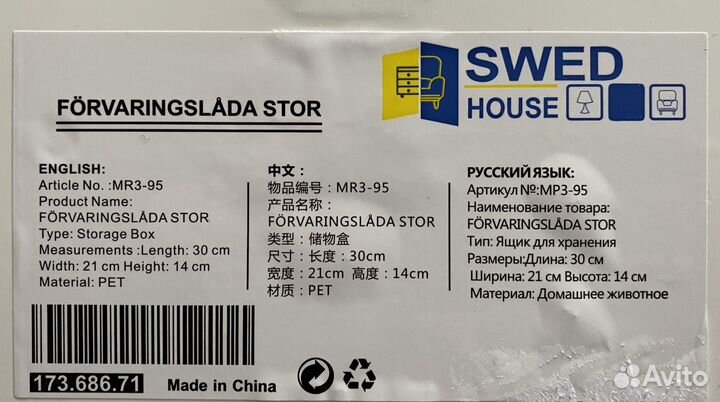 FÖRVARINGSLÅDA STOR
SWED
HOUSE
ENGLISH:
Article No. :MR3-95
Product Name:
FÖRVARINGSLÅDA STOR
Type: Storage Box
Measurements :Length: 30 cm
Width: 21 cm Height: 14 cm
Material: PET
中文：
物品编号：MR3-95
产品名称：
FÖRVARINGSLÅDA STOR
类型：储物盒
尺寸：长度：30cm
宽度：21cm 高度：14cm
材质：PET
РУССКИЙ ЯЗЫК:
Артикул №:МР3-95
Наименование товара:
FÖRVARINGSLÅDA STOR
Тип: Ящик для хранения
Размеры:Длина: 30 см
Ширина: 21 см Высота: 14 см
Материал: Домашнее животное
173.686.71
Made in China
Avito